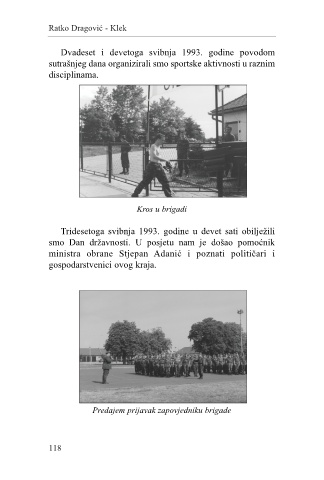 Ratko Dragović - Klek
Dvadeset i devetoga svibnja 1993. godine povodom
sutrašnjeg dana organizirali smo sportske aktivnosti u raznim
disciplinama.
Kros u brigadi
Tridesetoga svibnja 1993. godine u devet sati obilježili
smo Dan državnosti. U posjetu nam je došao pomoćnik
ministra obrane Stjepan Adanić i poznati političari i
gospodarstvenici ovog kraja.
Predajem prijavak zapovjedniku brigade
118